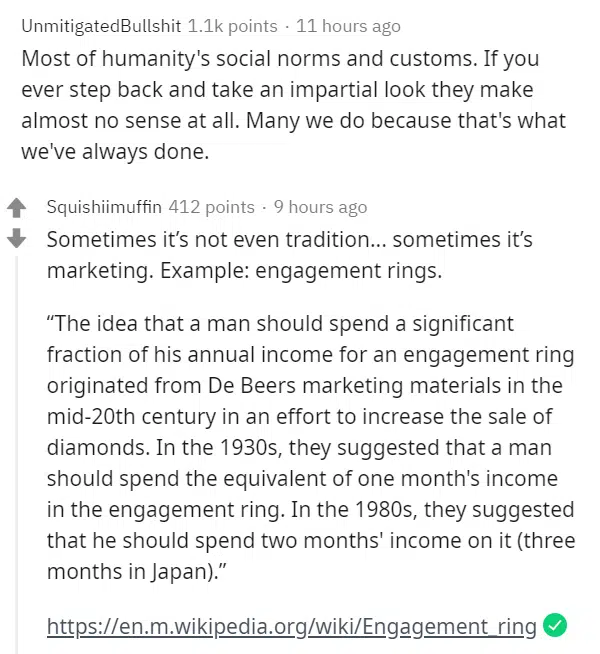 UnmitigatedBullshit 1.1k points · 11 hours ago
Most of humanity's social norms and customs. If you
ever step back and take an impartial look they make
almost no sense at all. Many we do because that's what
we've always done.
Squishiimuffin 412 points · 9 hours ago
Sometimes it’s not even tradition... sometimes it’s
marketing. Example: engagement rings.
“The idea that a man should spend a significant
fraction of his annual income for an engagement ring
originated from De Beers marketing materials in the
mid-20th century in an effort to increase the sale of
diamonds. In the 1930s, they suggested that a man
should spend the equivalent of one month's income
in the engagement ring. In the 1980s, they suggested
that he should spend two months' income on it (three
months in Japan).”
https://en.m.wikipedia.org/wiki/Engagement_ring